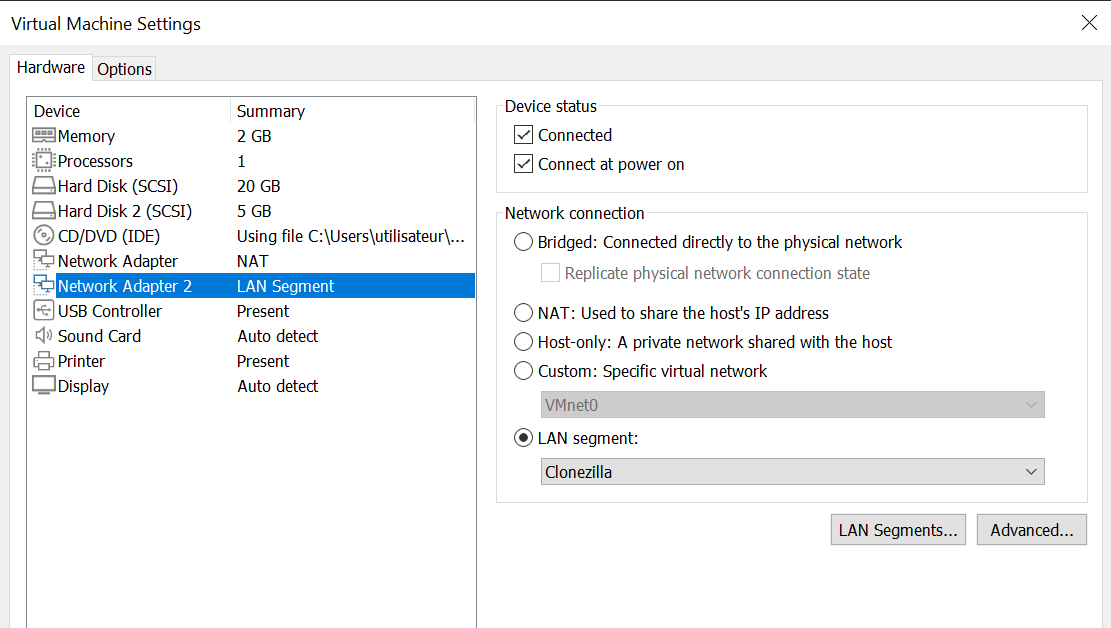 Virtual Machine Settings
Hardware Options
Device Summary
Memory 2 GB
Processors 1
Hard Disk (SCSI) 20 GB
Hard Disk 2 (SCSI) 5 GB
CD/DVD (IDE) Using file C:\Users\utilisateur\...
Network Adapter NAT
Network Adapter 2 LAN Segment
USB Controller Present
Sound Card Auto detect
Printer Present
Display Auto detect
Device status
Connected
Connect at power on
Network connection
Bridged: Connected directly to the physical network
Replicate physical network connection state
NAT: Used to share the host's IP address
Host-only: A private network shared with the host
Custom: Specific virtual network
VMnet0
LAN segment:
Clonezilla
LAN Segments... Advanced...